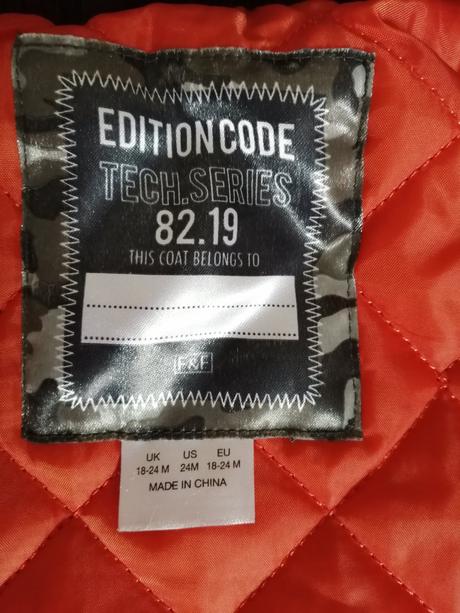 EDITION CODE
TECH.SERIES
82.19
THIS COAT BELONGS TO
F&F
UK US EU
18-24 M 24M 18-24 M
MADE IN CHINA